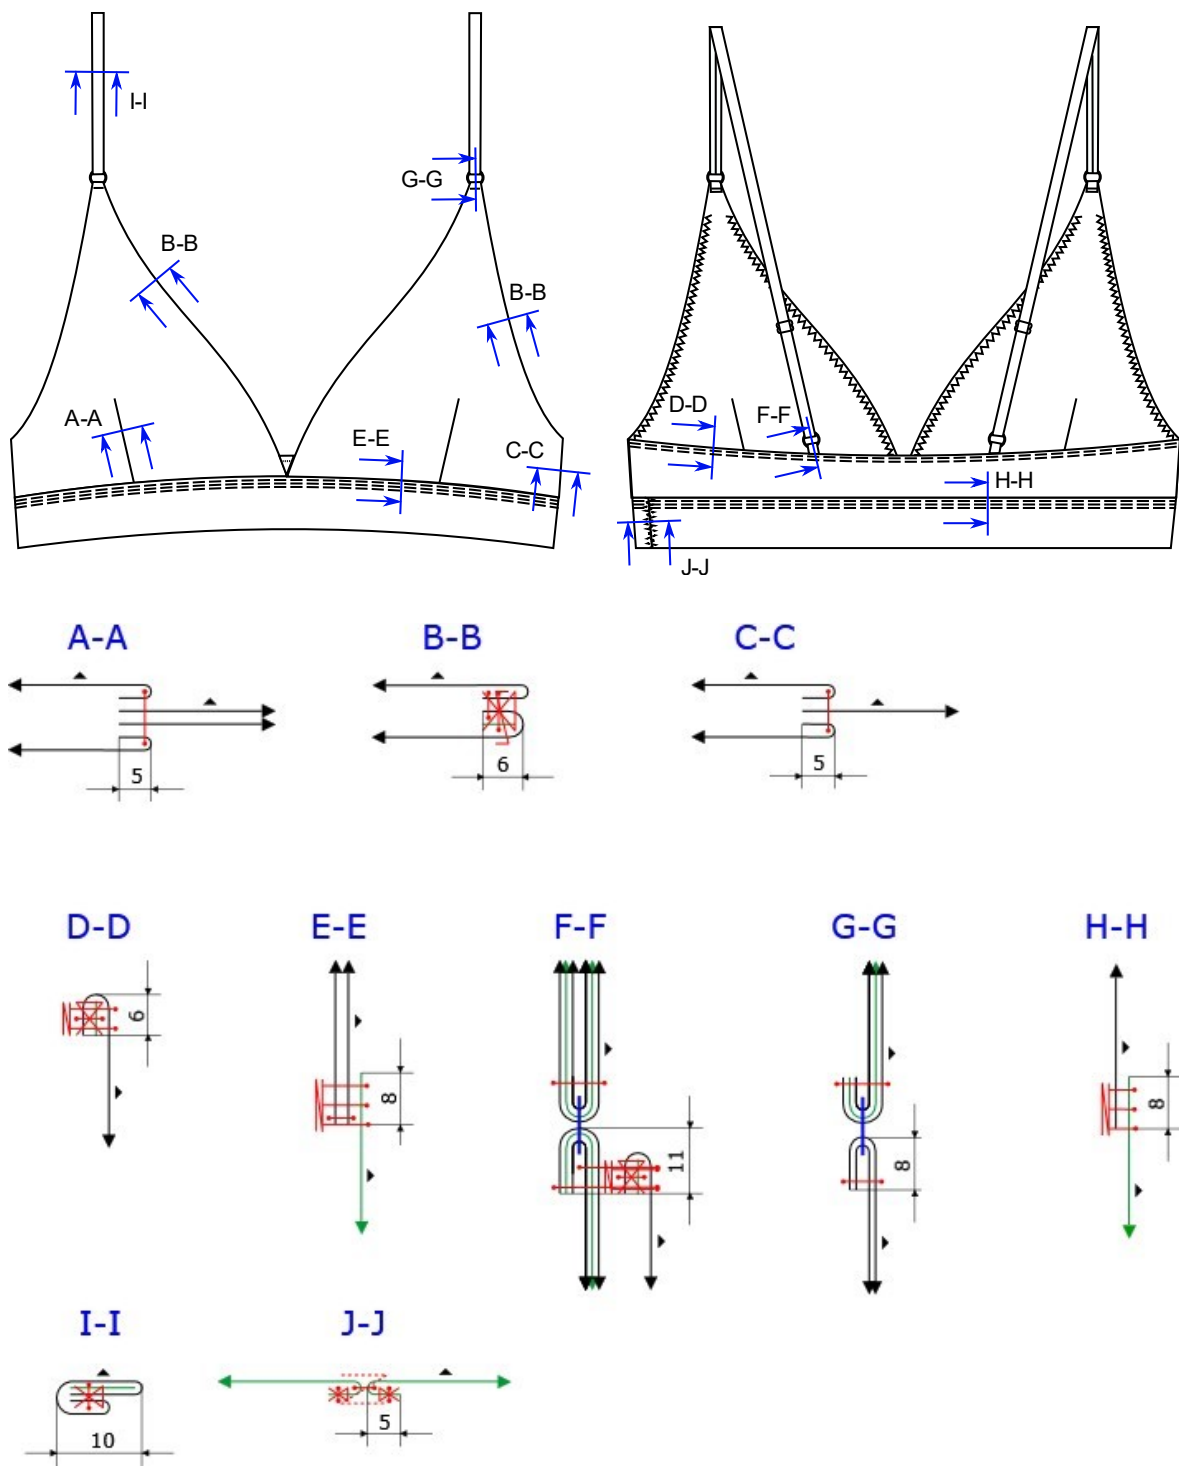 I-I
G-G
B-B
B-B
A-A
E-E
C-C
D-D
F-F
H-H
J-J
A-A B-B C-C
5
6
5
D-D E-E F-F G-G H-H
6
8
11
8
8
I-I J-J
10
5